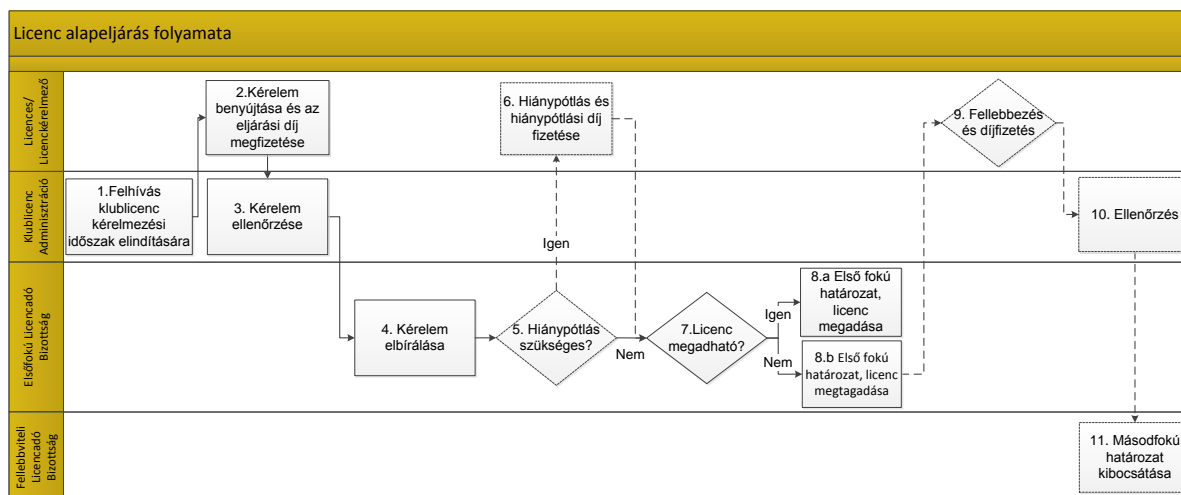 Licenc alapeljárás folyamata
Licences/
Licenckérelmező
2.Kérelem
benyújtása és az
eljárási díj
megfizetése
6. Hiánypótlás és
hiánypótlási díj
fizetése
9. Fellebbezés
és díjfizetés
Klublicenc
Adminisztráció
1.Felhívás
klublicenc
kérelmezési
időszak elindítására
3. Kérelem
ellenőrzése
Igen
10. Ellenőrzés
Elsőfokú Licencadó
Bizottság
4. Kérelem
elbírálása
5. Hiánypótlás
szükséges?
Nem
7.Licenc
megadható?
Igen
Nem
8.a Első fokú
határozat,
licenc
megadása
8.b Első fokú
határozat, licenc
megtagadása
Fellebbviteli
Licencadó
Bizottság
11. Másodfokú
határozat
kibocsátása